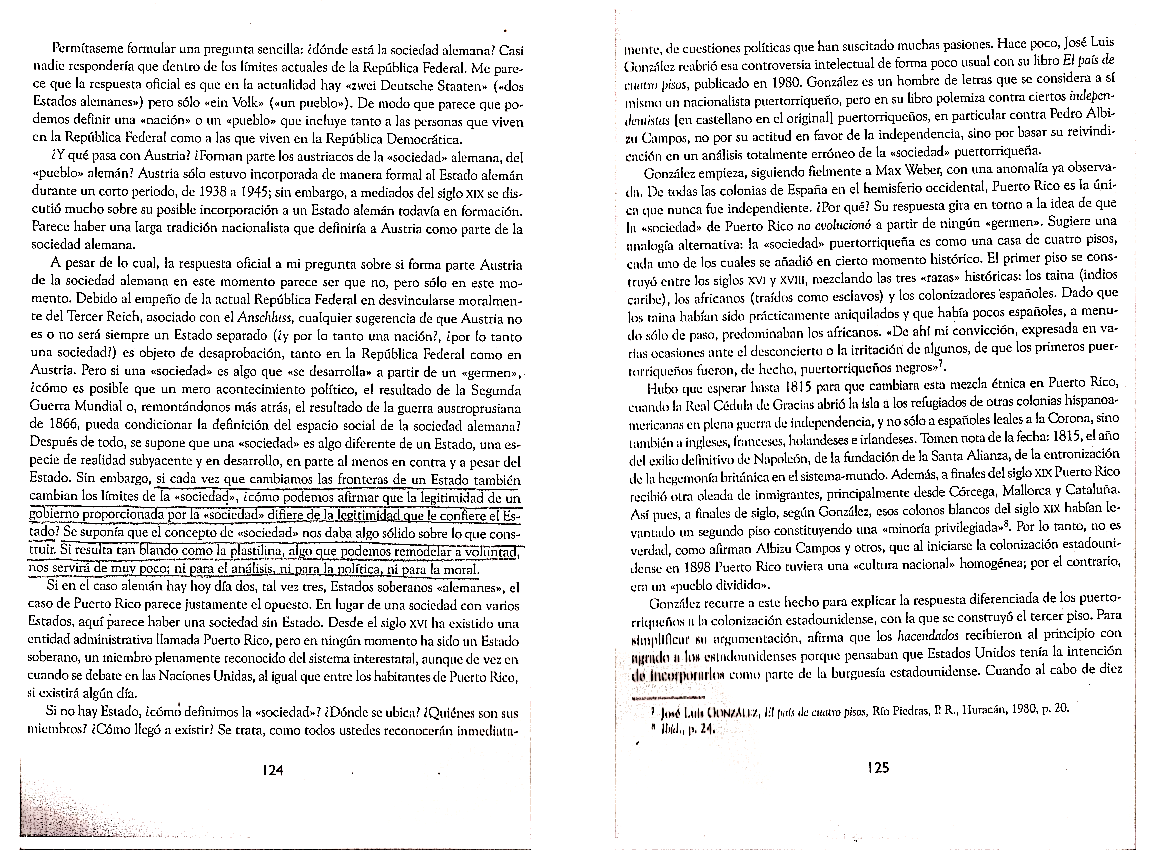 Permítaseme formular una pregunta sencilla: ¿dónde está la sociedad alemana? Casi
nadie respondería que dentro de los límites actuales de la República Federal. Me pare-
ce que la respuesta oficial es que en la actualidad hay «zwei Deutsche Staaten» («dos
Estados alemanes») pero sólo «ein Volk» («un pueblo»). De modo que parece que po-
demos definir una «nación» o un «pueblo» que incluye tanto a las personas que viven
en la República Federal como a las que viven en la República Democrática.
¿Y qué pasa con Austria? ¿Forman parte los austriacos de la «sociedad» alemana, del
«pueblo» alemán? Austria sólo estuvo incorporada de manera formal al Estado alemán
durante un corto periodo, de 1938 a 1945; sin embargo, a mediados del siglo XIX se dis-
cutió mucho sobre su posible incorporación a un Estado alemán todavía en formación.
Parece haber una larga tradición nacionalista que definiría a Austria como parte de la
sociedad alemana.
A pesar de lo cual, la respuesta oficial a mi pregunta sobre si forma parte Austria
de la sociedad alemana en este momento parece ser que no, pero sólo en este mo-
mento. Debido al empeño de la actual República Federal en desvincularse moralmen-
te del Tercer Reich, asociado con el Anschluss, cualquier sugerencia de que Austria no
es o no será siempre un Estado separado (¿y por lo tanto una nación?, ¿por lo tanto
una sociedad?) es objeto de desaprobación, tanto en la República Federal como en
Austria. Pero si una «sociedad» es algo que «se desarrolla» a partir de un «germen»,
¿cómo es posible que un mero acontecimiento político, el resultado de la Segunda
Guerra Mundial o, remontándonos más atrás, el resultado de la guerra austroprusiana
de 1866, pueda condicionar la definición del espacio social de la sociedad alemana?
Después de todo, se supone que una «sociedad» es algo diferente de un Estado, una es-
pecie de realidad subyacente y en desarrollo, en parte al menos en contra y a pesar del
Estado. Sin embargo, si cada vez que cambiamos las fronteras de un Estado también
cambian los límites de la «sociedad», ¿cómo podemos afirmar que la legitimidad de un
gobierno proporcionada por la «sociedad» difiere de la legitimidad que le confiere el Es-
tado? Se suponía que el concepto de «sociedad» nos daba algo sólido sobre lo que cons-
truir. Si resulta tan blando como la plastilina, algo que podemos remodelar a voluntad,
nos servirá de muy poco; ni para el análisis, ni para la política, ni para la moral.
Si en el caso alemán hay hoy día dos, tal vez tres, Estados soberanos «alemanes», el
caso de Puerto Rico parece justamente el opuesto. En lugar de una sociedad con varios
Estados, aquí parece haber una sociedad sin Estado. Desde el siglo XVI ha existido una
entidad administrativa llamada Puerto Rico, pero en ningún momento ha sido un Estado
soberano, un miembro plenamente reconocido del sistema interestatal, aunque de vez en
cuando se debate en las Naciones Unidas, al igual que entre los habitantes de Puerto Rico,
si existirá algún día.
Si no hay Estado, ¿cómo definimos la «sociedad»? ¿Dónde se ubica? ¿Quiénes son sus
miembros? ¿Cómo llegó a existir? Se trata, como todos ustedes reconocerán inmediata-
124
mente, de cuestiones políticas que han suscitado muchas pasiones. Hace poco, José Luis
González reabrió esa controversia intelectual de forma poco usual con su libro El país de
cuatro pisos, publicado en 1980. González es un hombre de letras que se considera a sí
mismo un nacionalista puertorriqueño, pero en su libro polemiza contra ciertos indepen-
dentistas [en castellano en el original] puertorriqueños, en particular contra Pedro Albi-
zu Campos, no por su actitud en favor de la independencia, sino por basar su reivindi-
cación en un análisis totalmente erróneo de la «sociedad» puertorriqueña.
González empieza, siguiendo fielmente a Max Weber, con una anomalía ya observa-
da. De todas las colonias de España en el hemisferio occidental, Puerto Rico es la úni-
ca que nunca fue independiente. ¿Por qué? Su respuesta gira en torno a la idea de que
la «sociedad» de Puerto Rico no evolucionó a partir de ningún «germen». Sugiere una
analogía alternativa: la «sociedad» puertorriqueña es como una casa de cuatro pisos,
cada uno de los cuales se añadió en cierto momento histórico. El primer piso se cons-
truyó entre los siglos XVI y XVIII, mezclando las tres «razas» históricas: los taina (indios
caribe), los africanos (traídos como esclavos) y los colonizadores españoles. Dado que
los taina habían sido prácticamente aniquilados y que había pocos españoles, a menu-
do sólo de paso, predominaban los africanos. «De ahí mi convicción, expresada en va-
rias ocasiones ante el desconcierto o la irritación de algunos, de que los primeros puer-
torriqueños fueron, de hecho, puertorriqueños negros»7.
Hubo que esperar hasta 1815 para que cambiara esta mezcla étnica en Puerto Rico,
cuando la Real Cédula de Gracias abrió la isla a los refugiados de otras colonias hispanoa-
mericanas en plena guerra de independencia, y no sólo a españoles leales a la Corona, sino
también a ingleses, franceses, holandeses e irlandeses. Tomen nota de la fecha: 1815, el año
del exilio definitivo de Napoleón, de la fundación de la Santa Alianza, de la entronización
de la hegemonía británica en el sistema-mundo. Además, a finales del siglo XIX Puerto Rico
recibió otra oleada de inmigrantes, principalmente desde Córcega, Mallorca y Cataluña.
Así pues, a finales de siglo, según González, esos colonos blancos del siglo XIX habían le-
vantado un segundo piso constituyendo una «minoría privilegiada»8. Por lo tanto, no es
verdad, como afirman Albizu Campos y otros, que al iniciarse la colonización estadouni-
dense en 1898 Puerto Rico tuviera una «cultura nacional» homogénea; por el contrario,
era un «pueblo dividido».
González recurre a este hecho para explicar la respuesta diferenciada de los puerto-
rriqueños a la colonización estadounidense, con la que se construyó el tercer piso. Para
simplificar su argumentación, afirma que los hacendados recibieron al principio con
agrado a los estadounidenses porque pensaban que Estados Unidos tenía la intención
de incorporarlos como parte de la burguesía estadounidense. Cuando al cabo de diez
7 José Luis GONZÁLEZ, El país de cuatro pisos, Río Piedras, P. R., Huracán, 1980, p. 20.
8 Ibid., p. 24.
125